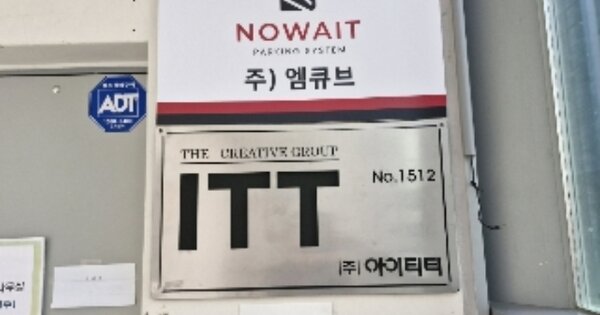 NOWAIT
PARKING SYSTEM
주) 엠큐브
ADT
THE CREATIVE GROUP
ITT
No.1512
(주) 아이티티